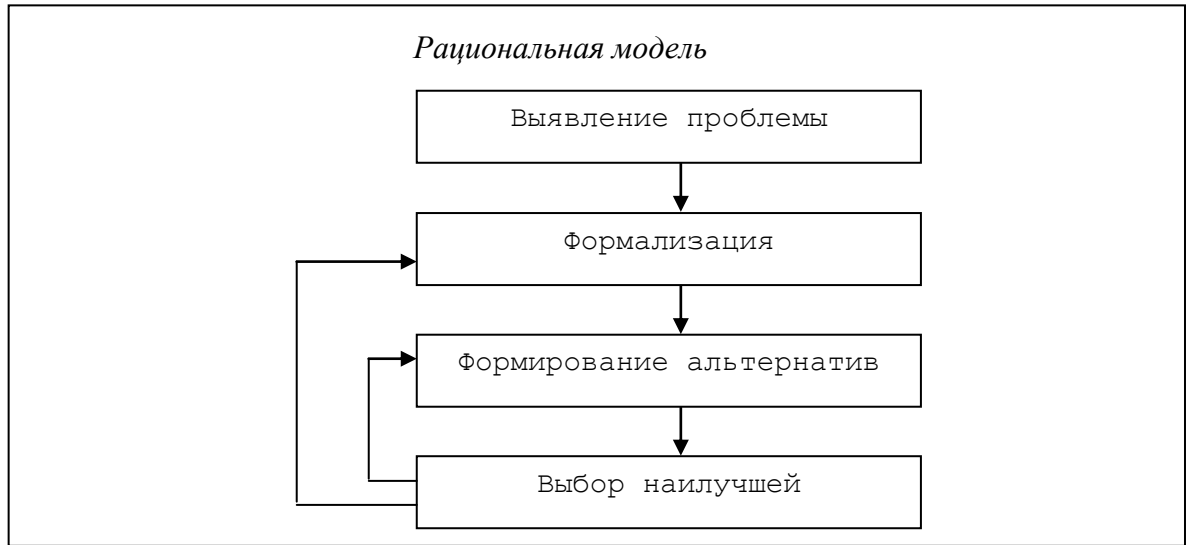 Рациональная модель
Выявление проблемы
Формализация
Формирование альтернатив
Выбор наилучшей